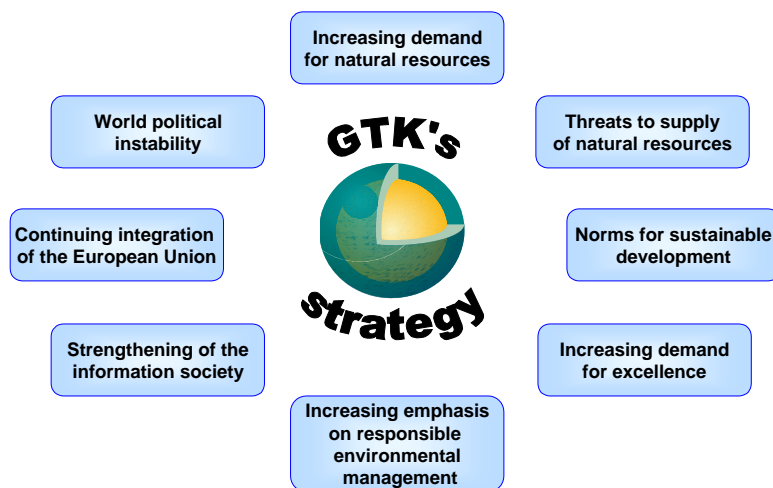 Increasing demand
for natural resources
World political
instability
GTK's
Threats to supply
of natural resources
Continuing integration
of the European Union
Norms for sustainable
development
strategy
Strengthening of the
information society
Increasing demand
for excellence
Increasing emphasis
on responsible
environmental
management